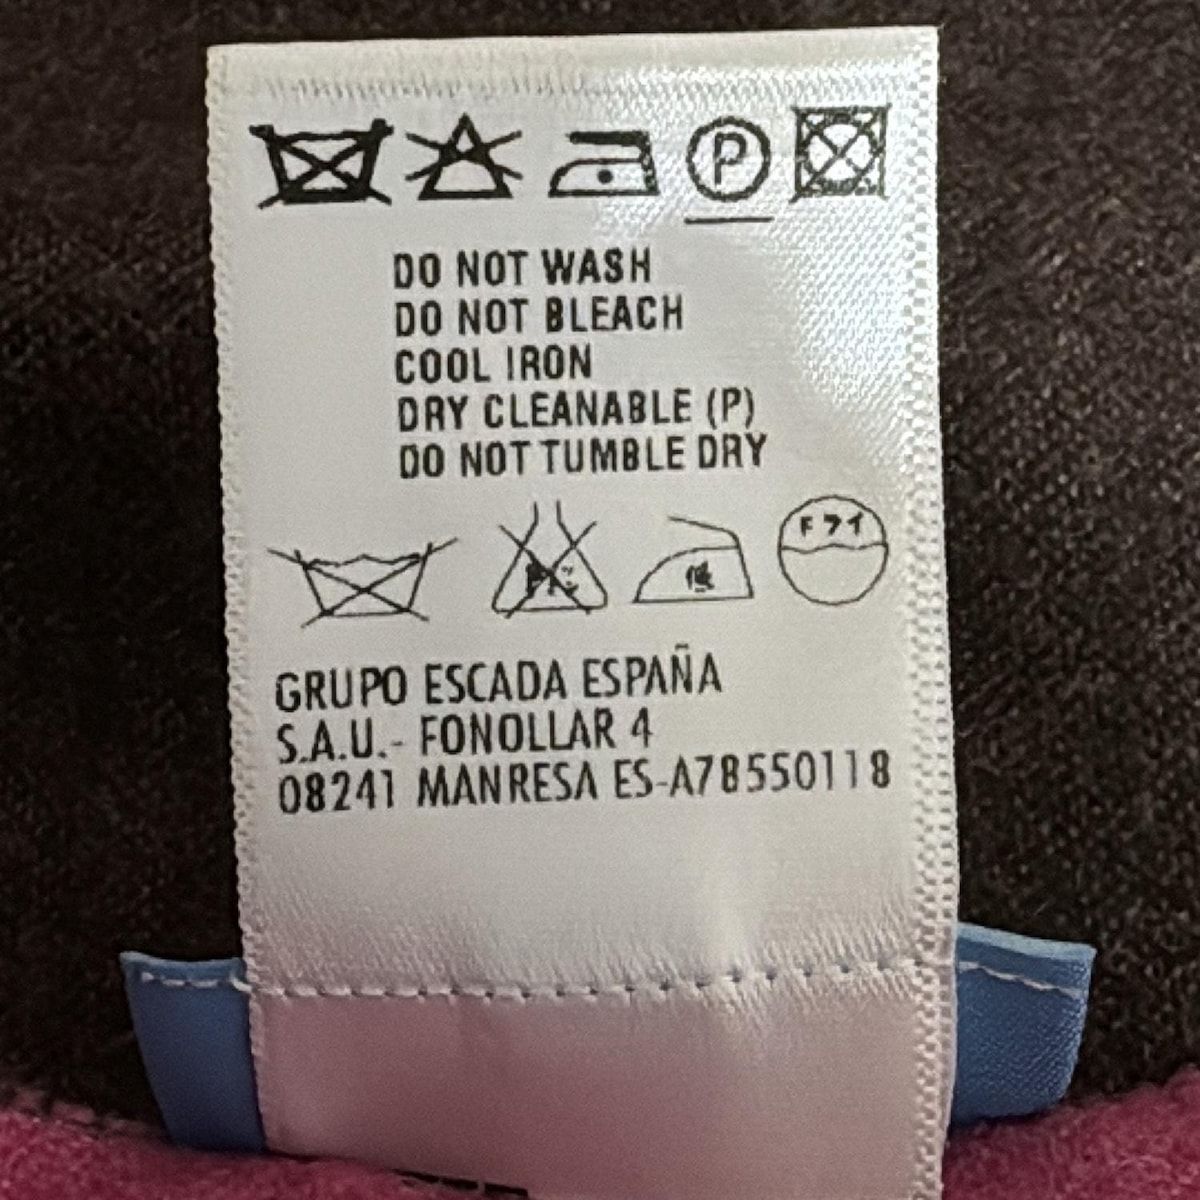 P
DO NOT WASH
DO NOT BLEACH
COOL IRON
DRY CLEANABLE (P)
DO NOT TUMBLE DRY
ドライ
GRUPO ESCADA ESPAÑA
S.A.U.- FONOLLAR 4
08241 MANRESA ES-A78550118